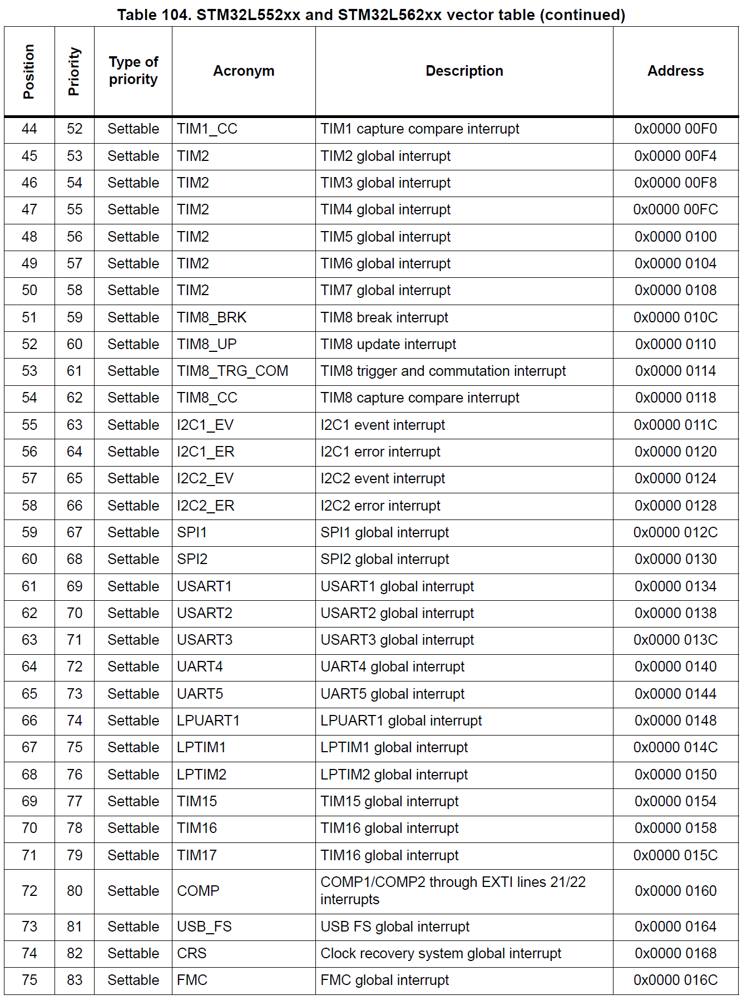 Table 104. STM32L552xx and STM32L562xx vector table (continued)
Position Priority Type of priority Acronym Description Address
44 52 Settable TIM1_CC TIM1 capture compare interrupt 0x0000 00F0
45 53 Settable TIM2 TIM2 global interrupt 0x0000 00F4
46 54 Settable TIM2 TIM3 global interrupt 0x0000 00F8
47 55 Settable TIM2 TIM4 global interrupt 0x0000 00FC
48 56 Settable TIM2 TIM5 global interrupt 0x0000 0100
49 57 Settable TIM2 TIM6 global interrupt 0x0000 0104
50 58 Settable TIM2 TIM7 global interrupt 0x0000 0108
51 59 Settable TIM8_BRK TIM8 break interrupt 0x0000 010C
52 60 Settable TIM8_UP TIM8 update interrupt 0x0000 0110
53 61 Settable TIM8_TRG_COM TIM8 trigger and commutation interrupt 0x0000 0114
54 62 Settable TIM8_CC TIM8 capture compare interrupt 0x0000 0118
55 63 Settable I2C1_EV I2C1 event interrupt 0x0000 011C
56 64 Settable I2C1_ER I2C1 error interrupt 0x0000 0120
57 65 Settable I2C2_EV I2C2 event interrupt 0x0000 0124
58 66 Settable I2C2_ER I2C2 error interrupt 0x0000 0128
59 67 Settable SPI1 SPI1 global interrupt 0x0000 012C
60 68 Settable SPI2 SPI2 global interrupt 0x0000 0130
61 69 Settable USART1 USART1 global interrupt 0x0000 0134
62 70 Settable USART2 USART2 global interrupt 0x0000 0138
63 71 Settable USART3 USART3 global interrupt 0x0000 013C
64 72 Settable UART4 UART4 global interrupt 0x0000 0140
65 73 Settable UART5 UART5 global interrupt 0x0000 0144
66 74 Settable LPUART1 LPUART1 global interrupt 0x0000 0148
67 75 Settable LPTIM1 LPTIM1 global interrupt 0x0000 014C
68 76 Settable LPTIM2 LPTIM2 global interrupt 0x0000 0150
69 77 Settable TIM15 TIM15 global interrupt 0x0000 0154
70 78 Settable TIM16 TIM16 global interrupt 0x0000 0158
71 79 Settable TIM17 TIM16 global interrupt 0x0000 015C
72 80 Settable COMP COMP1/COMP2 through EXTI lines 21/22 interrupts 0x0000 0160
73 81 Settable USB_FS USB FS global interrupt 0x0000 0164
74 82 Settable CRS Clock recovery system global interrupt 0x0000 0168
75 83 Settable FMC FMC global interrupt 0x0000 016C